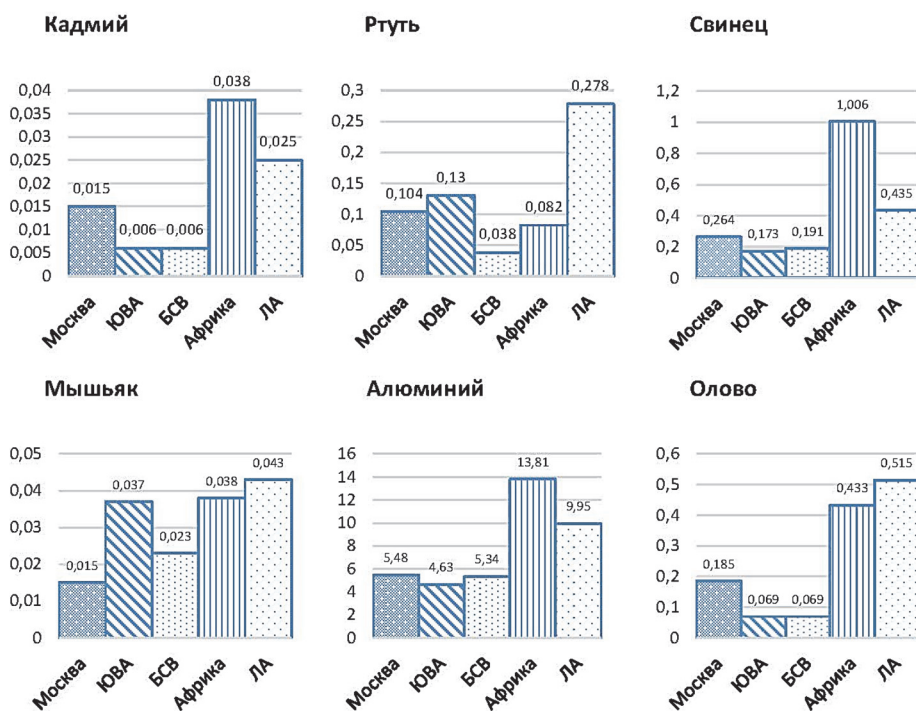 Кадмий
0,04
0,035
0,03
0,025
0,02
0,015
0,01
0,005
0
0,015
0,006
0,006
0,038
0,025
Москва
ЮВА
БСВ
Африка
ЛА
Ртуть
0,3
0,25
0,2
0,15
0,1
0,05
0
0,104
0,13
0,038
0,082
0,278
Москва
ЮВА
БСВ
Африка
ЛА
Свинец
1,2
1
0,8
0,6
0,4
0,2
0
0,264
0,173
0,191
1,006
0,435
Москва
ЮВА
БСВ
Африка
ЛА
Мышьяк
0,05
0,04
0,03
0,02
0,01
0
0,015
0,037
0,023
0,038
0,043
Москва
ЮВА
БСВ
Африка
ЛА
Алюминий
16
14
12
10
8
6
4
2
0
5,48
4,63
5,34
13,81
9,95
Москва
ЮВА
БСВ
Африка
ЛА
Олово
0,6
0,5
0,4
0,3
0,2
0,1
0
0,185
0,069
0,069
0,433
0,515
Москва
ЮВА
БСВ
Африка
ЛА